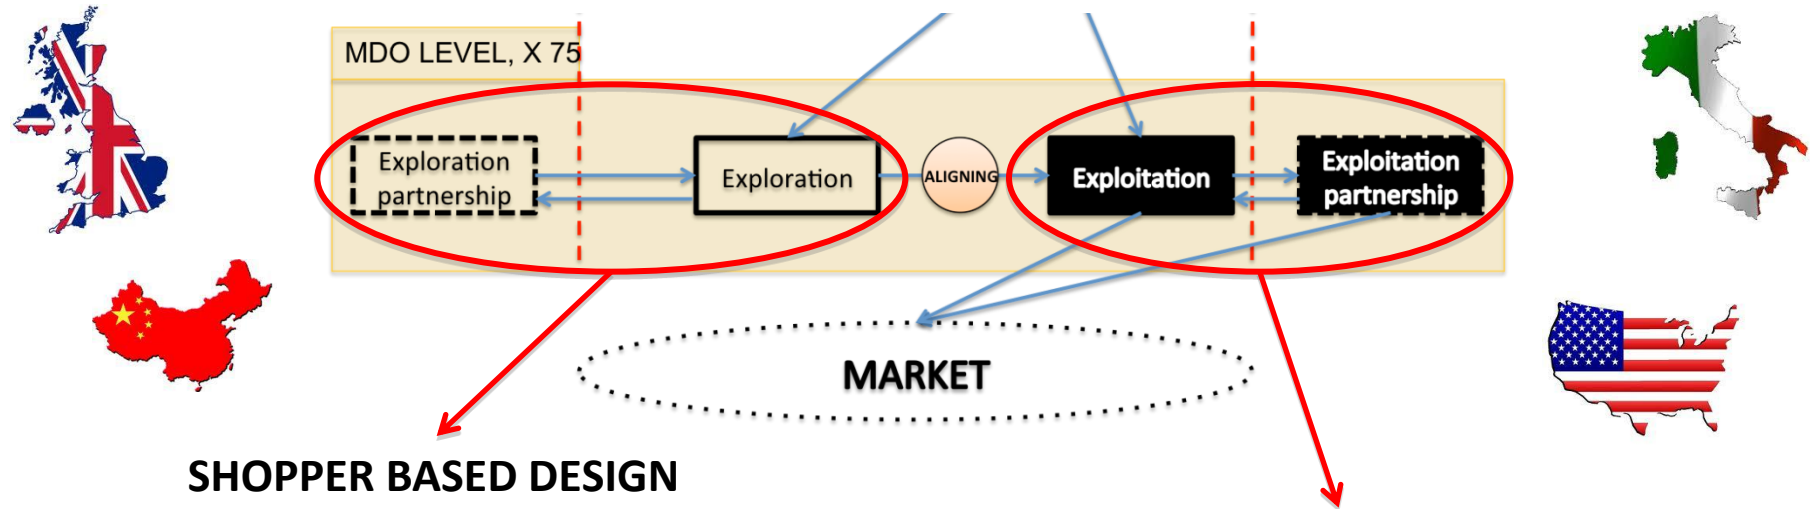 MDO LEVEL, X 75
Exploration
partnership
Exploration
ALIGNING
Exploitation
Exploitation
partnership
MARKET
SHOPPER BASED DESIGN